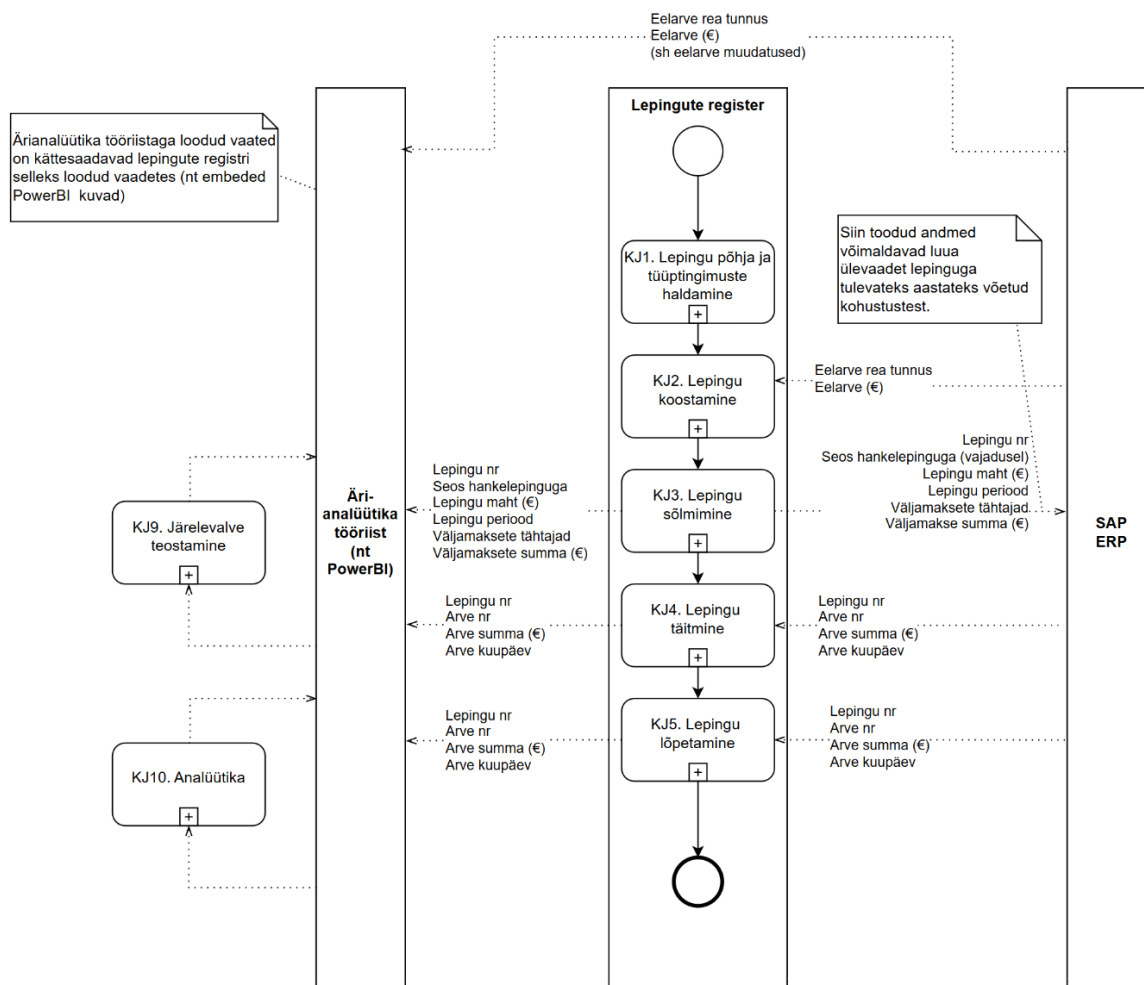 Eelarve rea tunnus
Eelarve (€)
(sh eelarve muudatused)
Lepingute register
Ärianalüütika tööriistaga loodud vaated
on kättesaadavad lepingute registri
selleks loodud vaadetes (nt embeded
PowerBI kuvad)
Siin toodud andmed
võimaldavad luua
ülevaadet lepinguga
tulevateks aastateks võetud
kohustustest.
KJ1. Lepingu põhja ja
tüüptingimuste
haldamine
KJ2. Lepingu
koostamine
Eelarve rea tunnus
Eelarve (€)
Lepingu nr
Seos hankelepinguga
Lepingu maht (€)
Lepingu periood
Väljamaksete tähtajad
Väljamaksete summa (€)
KJ3. Lepingu
sõlmimine
Lepingu nr
Seos hankelepinguga (vajadusel)
Lepingu maht (€)
Lepingu periood
Väljamaksete tähtajad
Väljamakse summa (€)
KJ9. Järelevalve
teostamine
Äri-
analüütika
tööriist
(nt
PowerBI)
SAP
ERP
Lepingu nr
Arve nr
Arve summa (€)
Arve kuupäev
KJ4. Lepingu
täitmine
Lepingu nr
Arve nr
Arve summa (€)
Arve kuupäev
Lepingu nr
Arve nr
Arve summa (€)
Arve kuupäev
KJ5. Lepingu
lõpetamine
Lepingu nr
Arve nr
Arve summa (€)
Arve kuupäev
KJ10. Analüütika